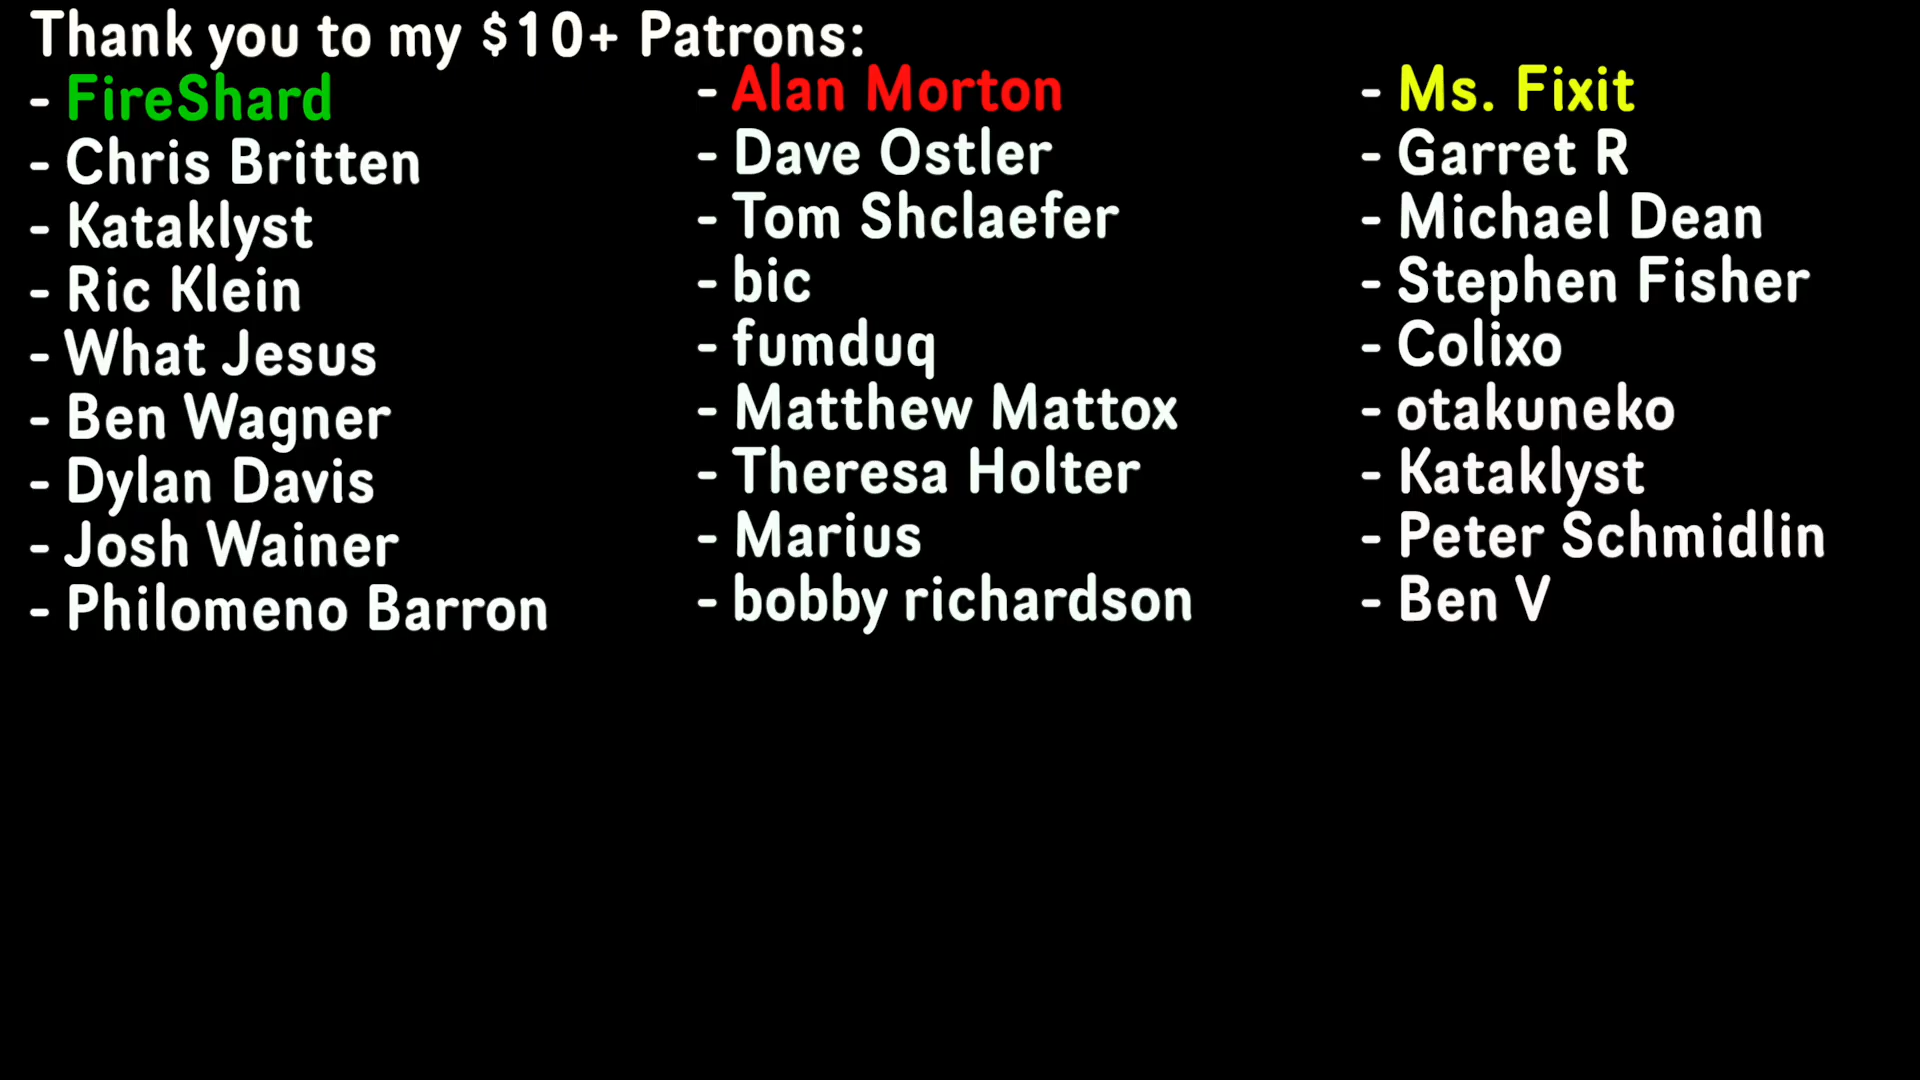 Thank you to my $10+ Patrons:
- FireShard
- Chris Britten
- Kataklyst
- Ric Klein
- What Jesus
- Ben Wagner
- Dylan Davis
- Josh Wainer
- Philomeno Barron
- Alan Morton
- Dave Ostler
- Tom Shclaefer
- bic
- fumduq
- Matthew Mattox
- Theresa Holter
- Marius
- bobby richardson
- Ms. Fixit
- Garret R
- Michael Dean
- Stephen Fisher
- Colixo
- otakuneko
- Kataklyst
- Peter Schmidlin
- Ben V